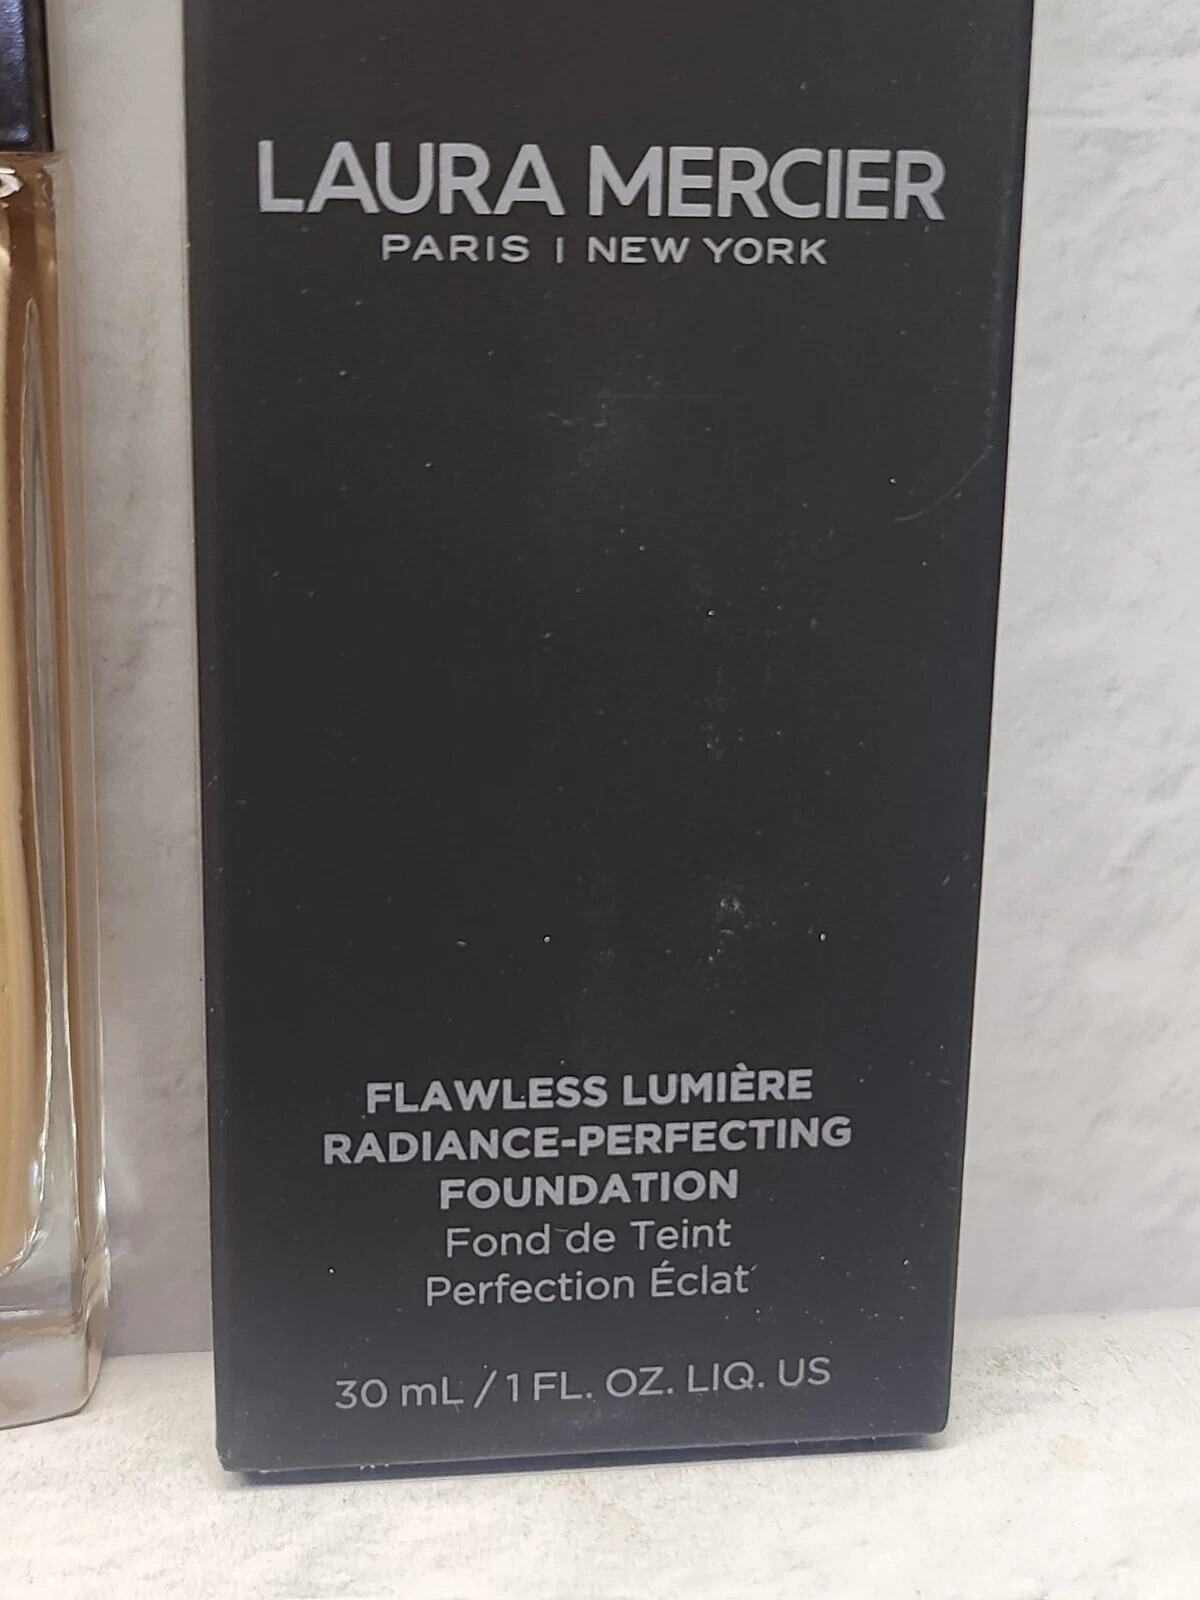 LAURA MERCIER
PARIS | NEW YORK
FLAWLESS LUMIÈRE
RADIANCE-PERFECTING
FOUNDATION
Fond de Teint
Perfection Éclat
30 mL / 1 FL. OZ. LIQ. US